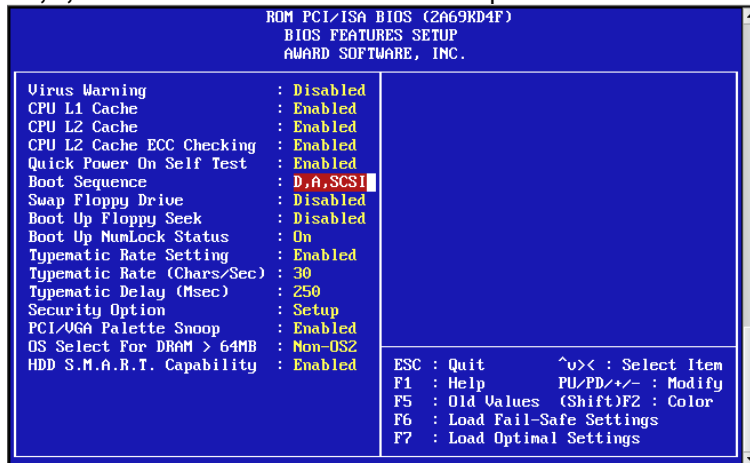 ROM PCI/ISA BIOS (2A69KD4F)
BIOS FEATURES SETUP
AWARD SOFTWARE, INC.
Virus Warning : Disabled
CPU L1 Cache : Enabled
CPU L2 Cache : Enabled
CPU L2 Cache ECC Checking : Enabled
Quick Power On Self Test : Enabled
Boot Sequence : D,A,SCSI
Swap Floppy Drive : Disabled
Boot Up Floppy Seek : Disabled
Boot Up NumLock Status : On
Typematic Rate Setting : Enabled
Typematic Rate (Chars/Sec) : 30
Typematic Delay (Msec) : 250
Security Option : Setup
PCI/VGA Palette Snoop : Enabled
OS Select For DRAM > 64MB : Non-OS2
HDD S.M.A.R.T. Capability : Enabled
ESC : Quit ^v>< : Select Item
F1 : Help PU/PD/+/- : Modify
F5 : Old Values (Shift)F2 : Color
F6 : Load Fail-Safe Settings
F7 : Load Optimal Settings